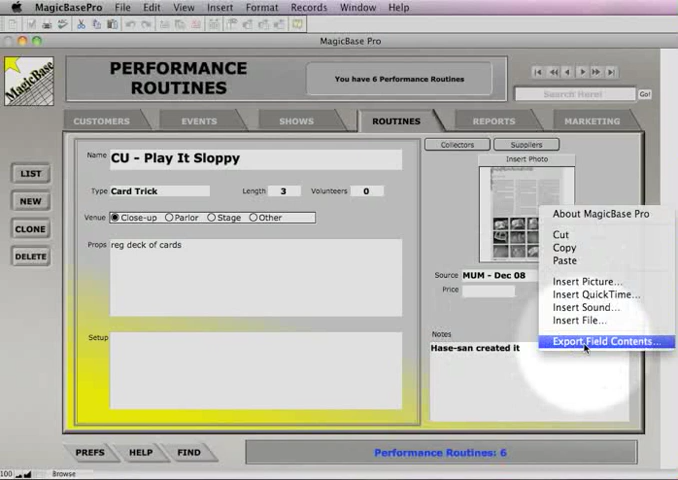 MagicBasePro File Edit View Insert Format Records Window Help
MagicBase Pro
MagicBase
PERFORMANCE
ROUTINES
You have 6 Performance Routines
Search Here!
Go!
CUSTOMERS
EVENTS
SHOWS
ROUTINES
REPORTS
MARKETING
LIST
NEW
CLONE
DELETE
Name CU - Play It Sloppy
Type Card Trick Length 3 Volunteers 0
Venue Close-up Parlor Stage Other
Props reg deck of cards
Setup
Collectors Suppliers
Insert Photo
Source MUM - Dec 08
Price
Notes
Hase-san created it
About MagicBase Pro
Cut
Copy
Paste
Insert Picture...
Insert QuickTime...
Insert Sound...
Insert File...
Export Field Contents...
PREFS HELP FIND
Performance Routines: 6
100 Browse